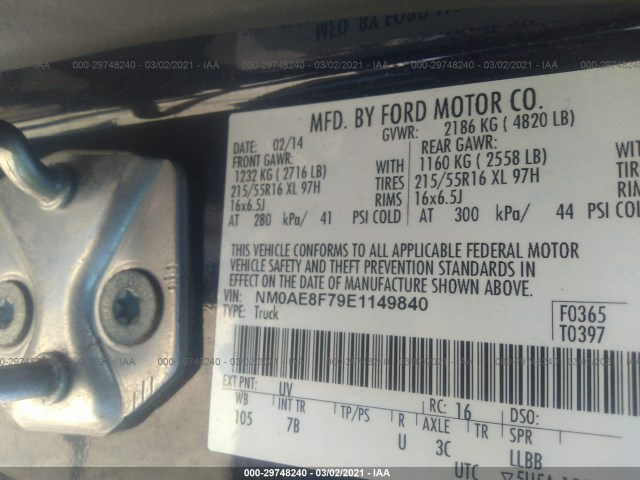 000-29748240 - 03/02/2021 - IAA
MFD. BY FORD MOTOR CO.
DATE: 02/14
GVWR: 2186 KG ( 4820 LB)
FRONT GAWR: REAR GAWR:
1232 KG ( 2716 LB) WITH 1160 KG ( 2558 LB) WITH
215/55R16 XL 97H TIRES 215/55R16 XL 97H TIRES
16x6.5J RIMS 16x6.5J RIMS
AT 280 kPa/ 41 PSI COLD AT 300 kPa/ 44 PSI COLD
THIS VEHICLE CONFORMS TO ALL APPLICABLE FEDERAL MOTOR
VEHICLE SAFETY AND THEFT PREVENTION STANDARDS IN
EFFECT ON THE DATE OF MANUFACTURE SHOWN ABOVE.
VIN: NM0AE8F79E1149840
TYPE: Truck
F0365
T0397
000-29748240 - 03/02/2021 - IAA
EXT PNT: UV RC: 16 DSO:
WB INT TR TP/PS R AXLE TR SPR
105 7B U 3C LLBB
UTC
000-29748240 - 03/02/2021 - IAA